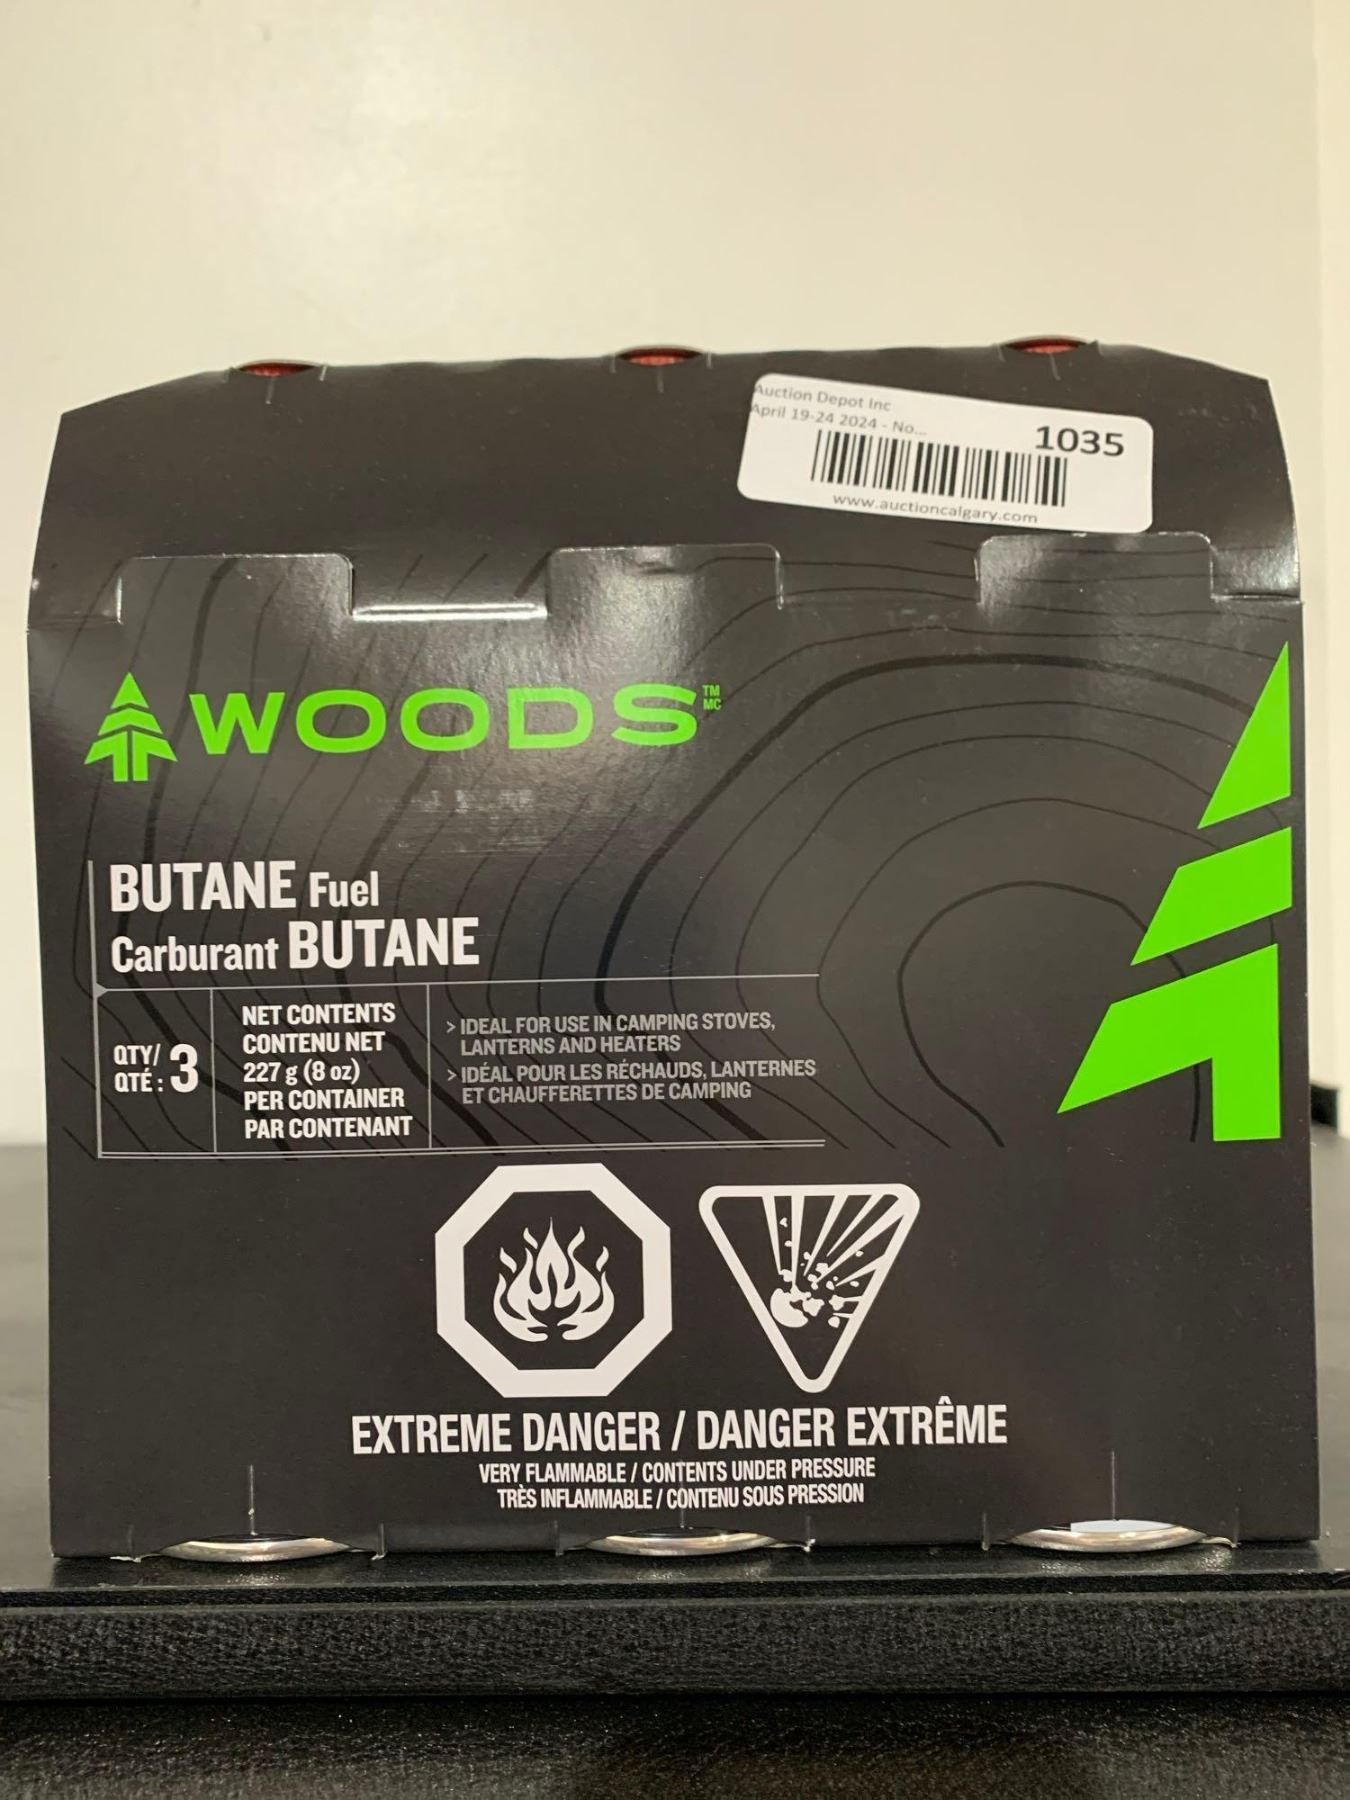 Auction Depot Inc
April 19-24 2024 - No...
1035
www.auctioncalgary.com
WOODS TM MC
BUTANE Fuel
Carburant BUTANE
QTY/
QTÉ : 3
NET CONTENTS
CONTENU NET
227 g (8 oz)
PER CONTAINER
PAR CONTENANT
> IDEAL FOR USE IN CAMPING STOVES,
LANTERNS AND HEATERS
> IDÉAL POUR LES RÉCHAUDS, LANTERNES
ET CHAUFFERETTES DE CAMPING
EXTREME DANGER / DANGER EXTRÊME
VERY FLAMMABLE / CONTENTS UNDER PRESSURE
TRÈS INFLAMMABLE / CONTENU SOUS PRESSION